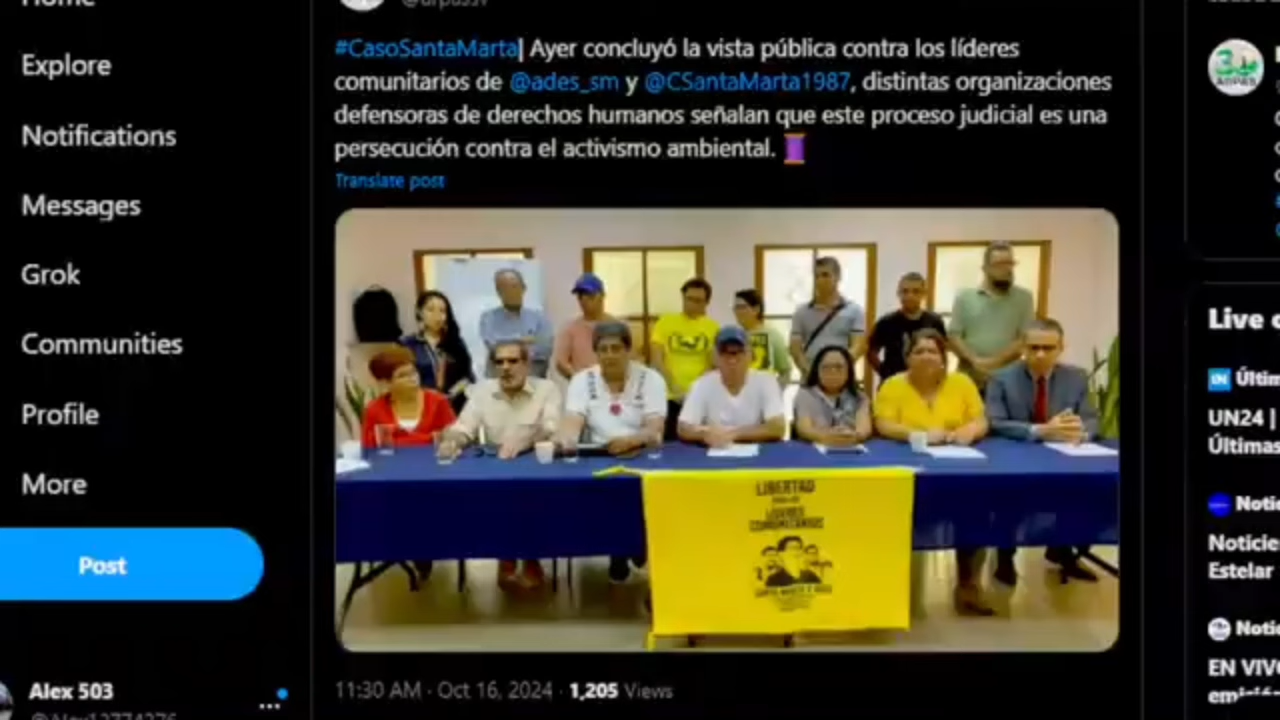 Home
Explore
Notifications
Messages
Grok
Communities
Profile
More
Post
Alex 503
#CasoSantaMarta| Ayer concluyó la vista pública contra los líderes
comunitarios de @ades_sm y @CSantaMarta1987, distintas organizaciones
defensoras de derechos humanos señalan que este proceso judicial es una
persecución contra el activismo ambiental.
Translate post
LIBERTAD
LÍDERES
COMUNITARIOS
11:30 AM · Oct 16, 2024 · 1,205 Views
Live
UN24 |
Últimas
Notic
Noticie
Estelar
Notic
EN VIV